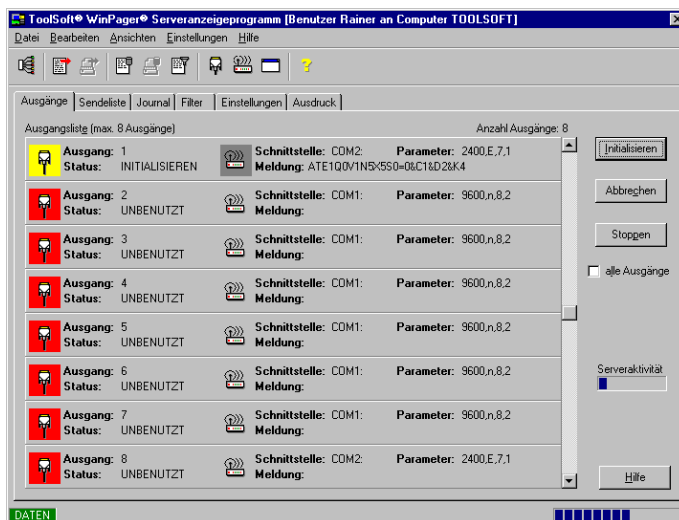 ToolSoft® WinPager® Serveranzeigeprogramm [Benutzer Rainer an Computer TOOLSOFT]
Datei Bearbeiten Ansichten Einstellungen Hilfe
Ausgänge Sendeliste Journal Filter Einstellungen Ausdruck
Ausgangsliste (max. 8 Ausgänge) Anzahl Ausgänge: 8
Ausgang: 1 Schnittstelle: COM2: Parameter: 2400,E,7,1
Status: INITIALISIEREN Meldung: ATE1Q0V1N5X5S0=0&C1&D2&K4
Ausgang: 2 Schnittstelle: COM1: Parameter: 9600,n,8,2
Status: UNBENUTZT Meldung:
Ausgang: 3 Schnittstelle: COM1: Parameter: 9600,n,8,2
Status: UNBENUTZT Meldung:
Ausgang: 4 Schnittstelle: COM1: Parameter: 9600,n,8,2
Status: UNBENUTZT Meldung:
Ausgang: 5 Schnittstelle: COM1: Parameter: 9600,n,8,2
Status: UNBENUTZT Meldung:
Ausgang: 6 Schnittstelle: COM1: Parameter: 9600,n,8,2
Status: UNBENUTZT Meldung:
Ausgang: 7 Schnittstelle: COM1: Parameter: 9600,n,8,2
Status: UNBENUTZT Meldung:
Ausgang: 8 Schnittstelle: COM2: Parameter: 2400,E,7,1
Status: UNBENUTZT Meldung:
Initialisieren
Abbrechen
Stoppen
alle Ausgänge
Serveraktivität
Hilfe
DATEN